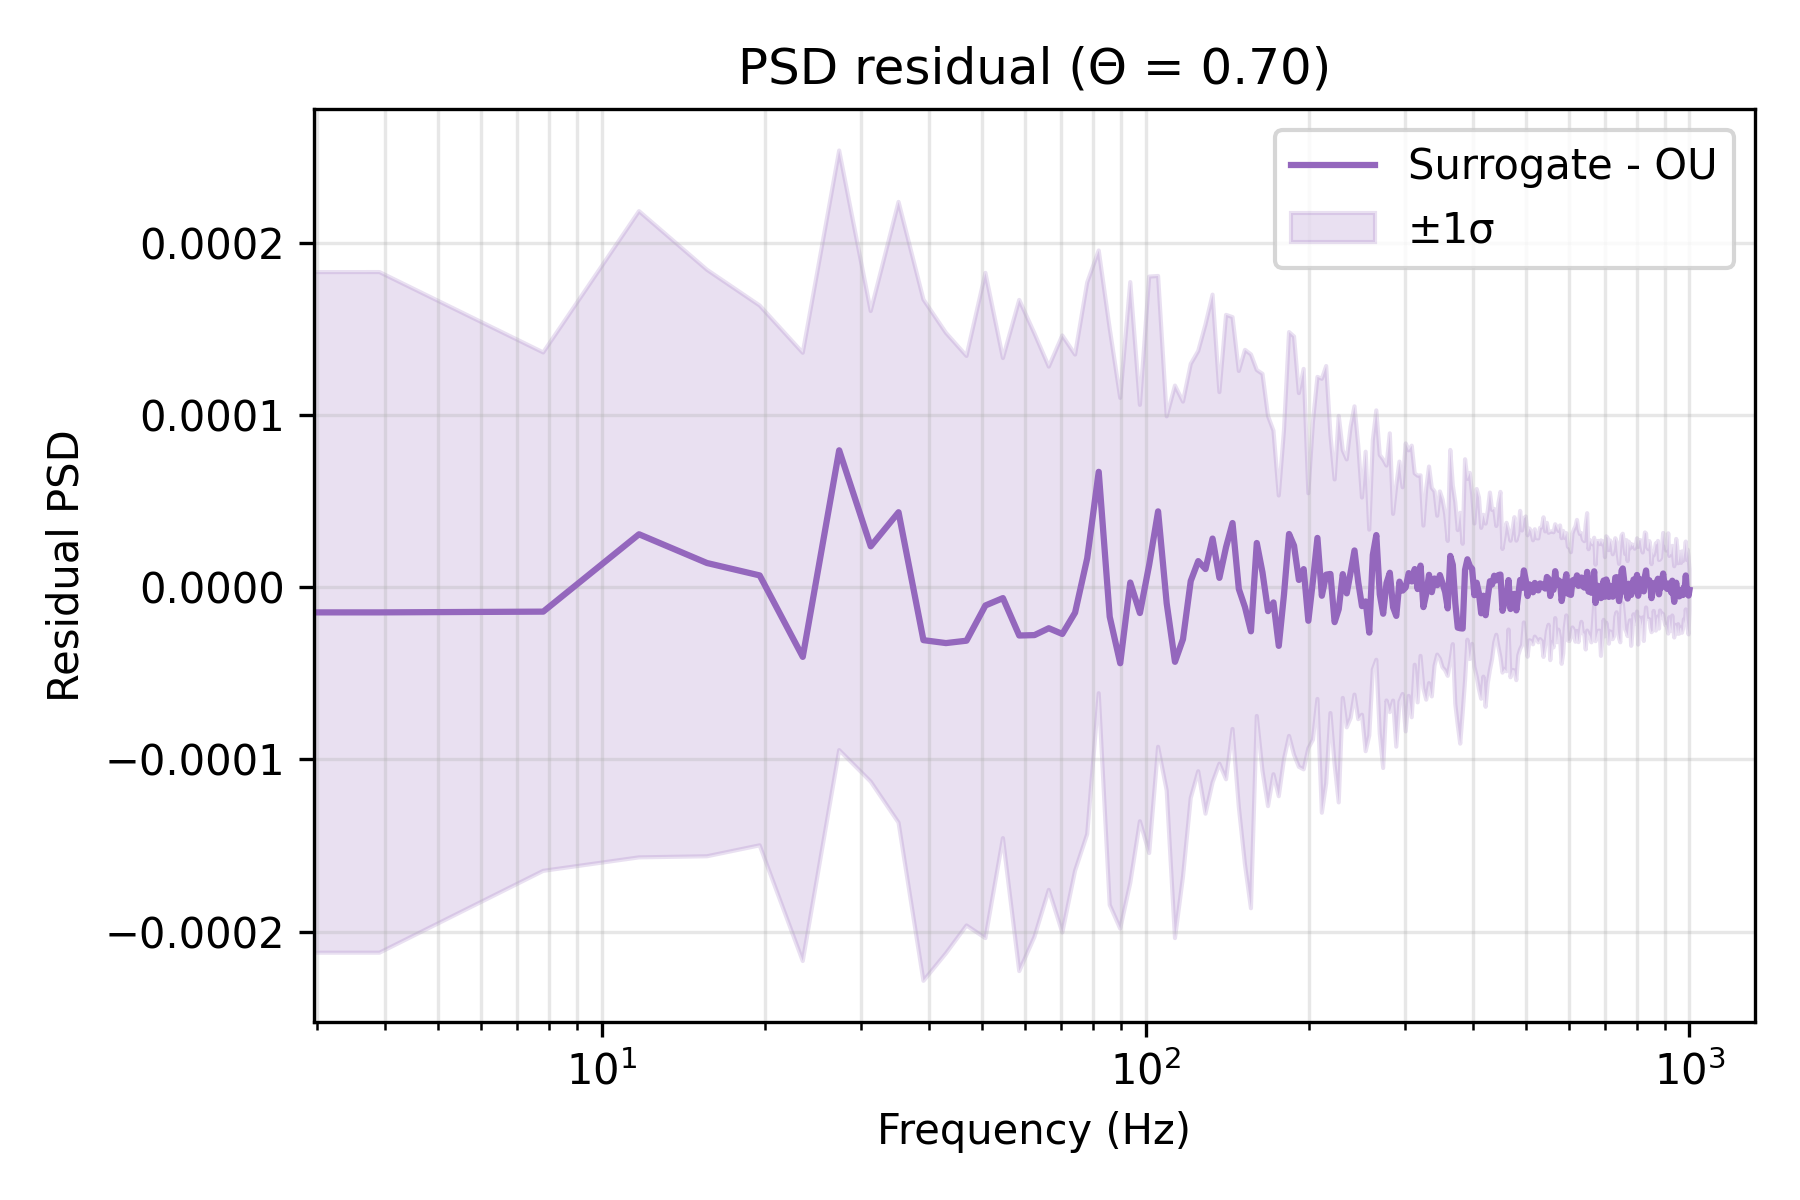 PSD residual (Θ = 0.70)
Surrogate - OU
±1σ
0.0002
0.0001
0.0000
−0.0001
−0.0002
Residual PSD
10¹
10²
10³
Frequency (Hz)